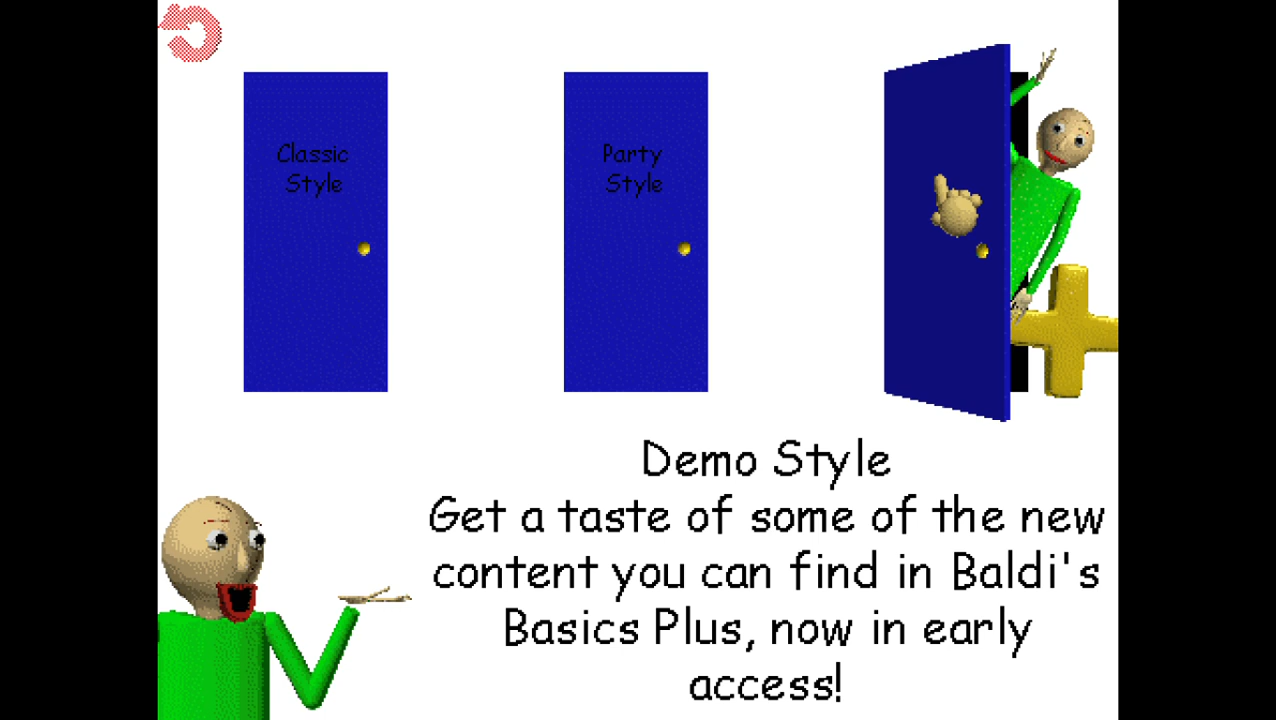 Classic
Style
Party
Style
Demo Style
Get a taste of some of the new
content you can find in Baldi's
Basics Plus, now in early
access!